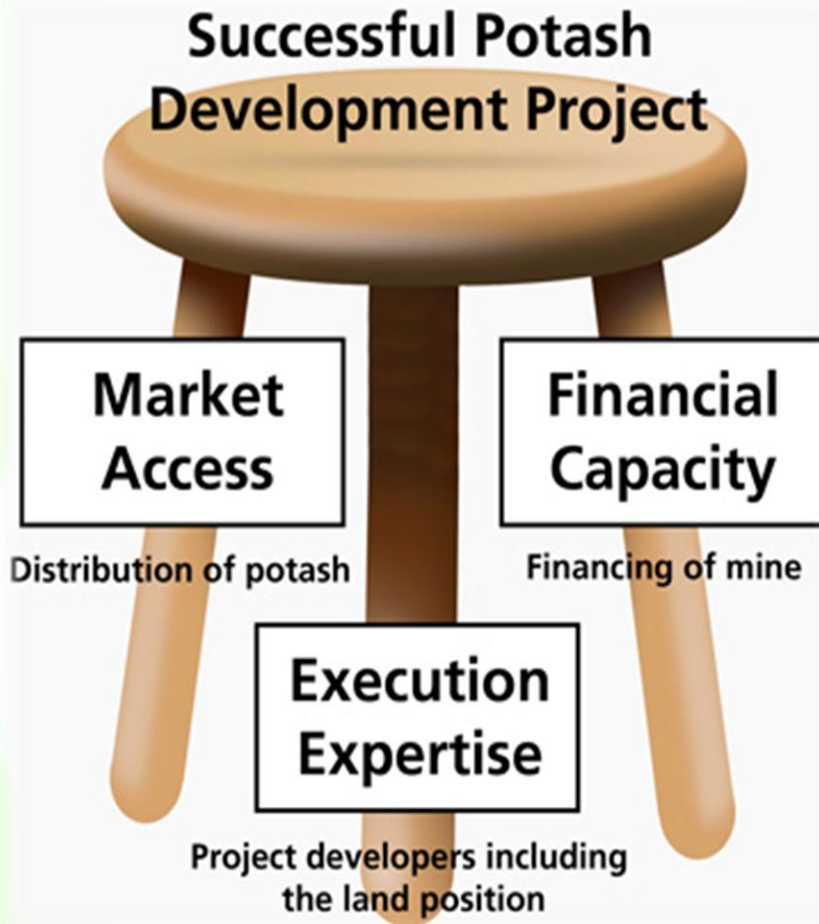 Successful Potash
Development Project
Market
Access
Distribution of potash
Financial
Capacity
Financing of mine
Execution
Expertise
Project developers including
the land position